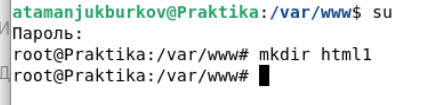 atamanjukburkov@Praktika:/var/www$ su
Пароль:
root@Praktika:/var/www# mkdir html1
root@Praktika:/var/www#